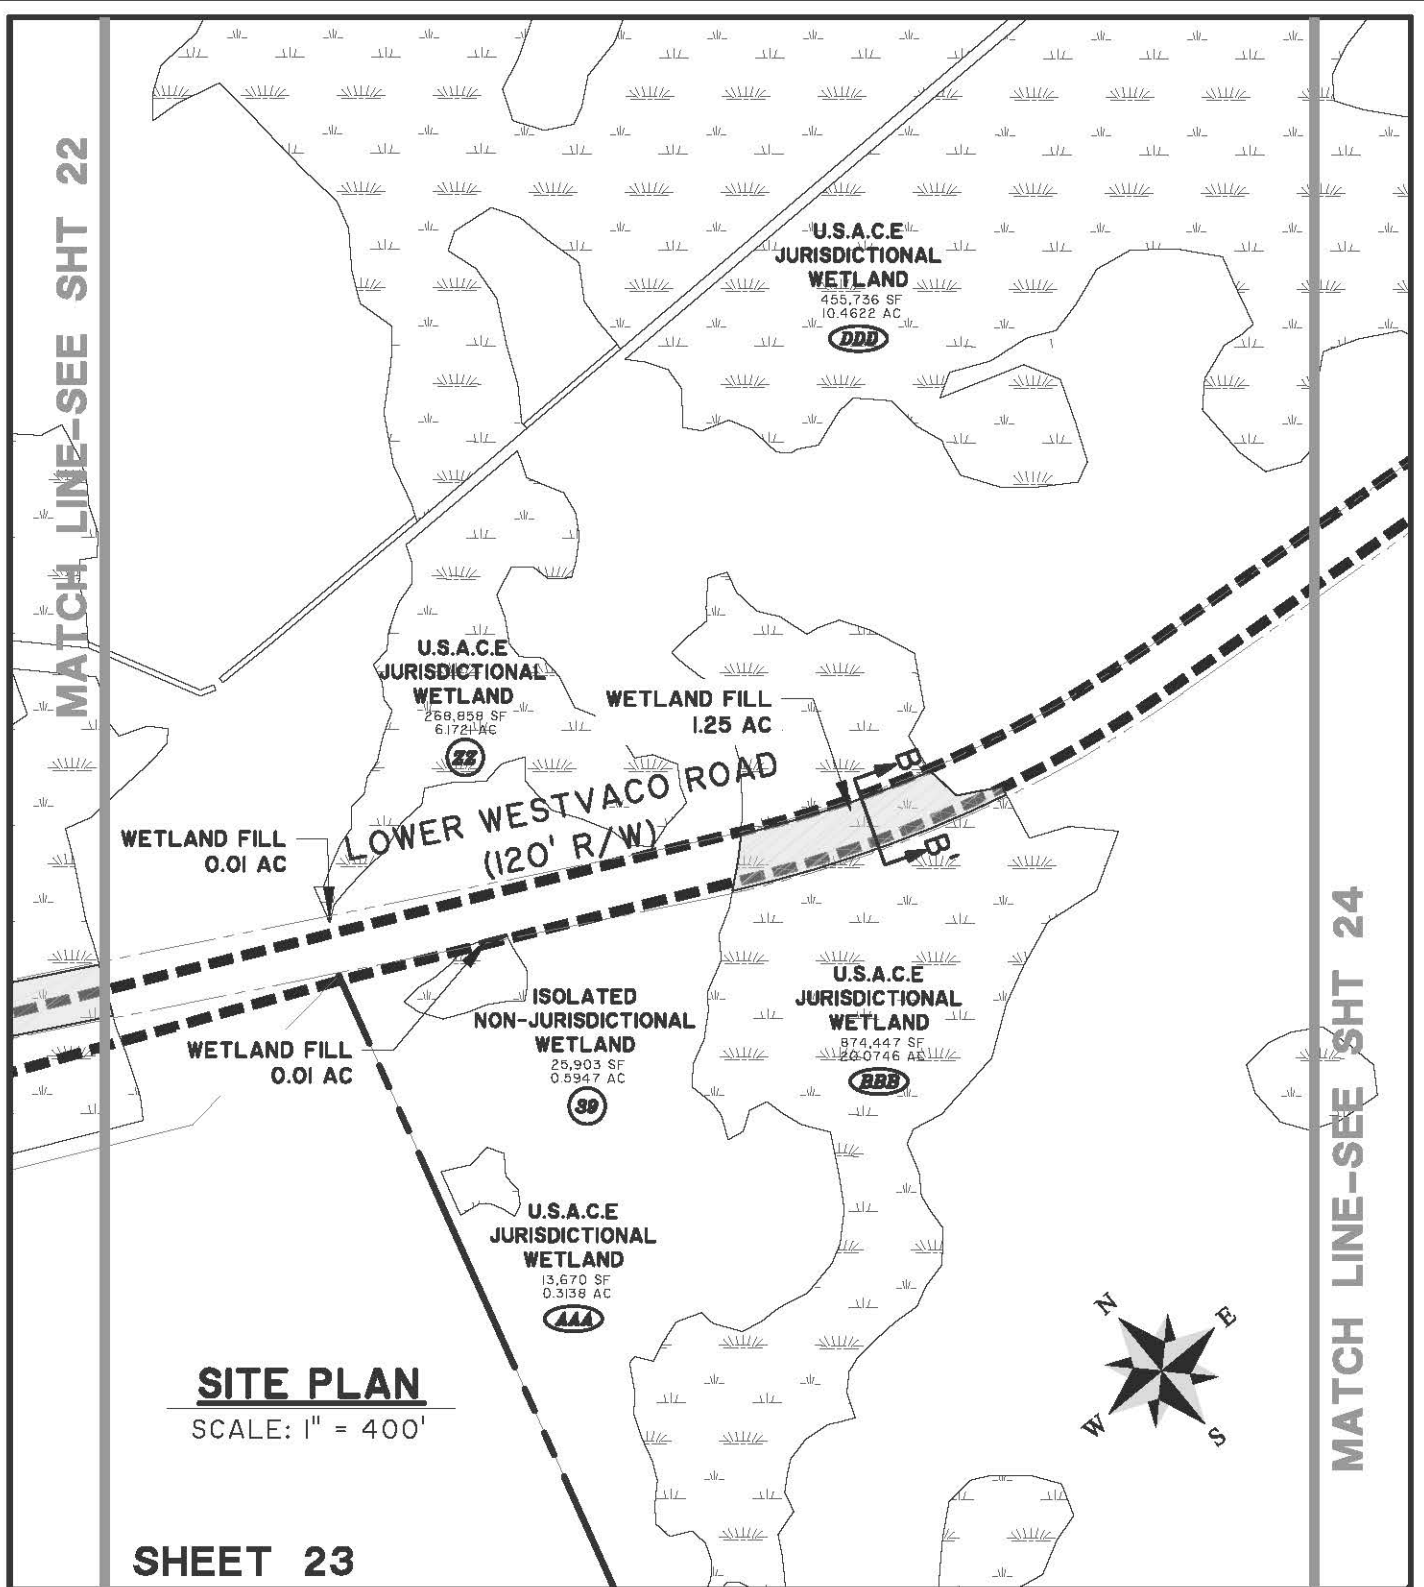 MATCH LINE-SEE SHT 22
U.S.A.C.E
JURISDICTIONAL
WETLAND
455,736 SF
10.4622 AC
DDD
U.S.A.C.E
JURISDICTIONAL
WETLAND
268,858 SF
6.1721 AC
ZZ
WETLAND FILL
1.25 AC
LOWER WESTVACO ROAD
(120' R/W)
B
B'
WETLAND FILL
0.01 AC
WETLAND FILL
0.01 AC
ISOLATED
NON-JURISDICTIONAL
WETLAND
25,903 SF
0.5947 AC
39
U.S.A.C.E
JURISDICTIONAL
WETLAND
874,447 SF
20.0746 AC
BBB
U.S.A.C.E
JURISDICTIONAL
WETLAND
13,670 SF
0.3138 AC
AAA
MATCH LINE-SEE SHT 24
N
E
W
S
SITE PLAN
SCALE: 1" = 400'
SHEET 23